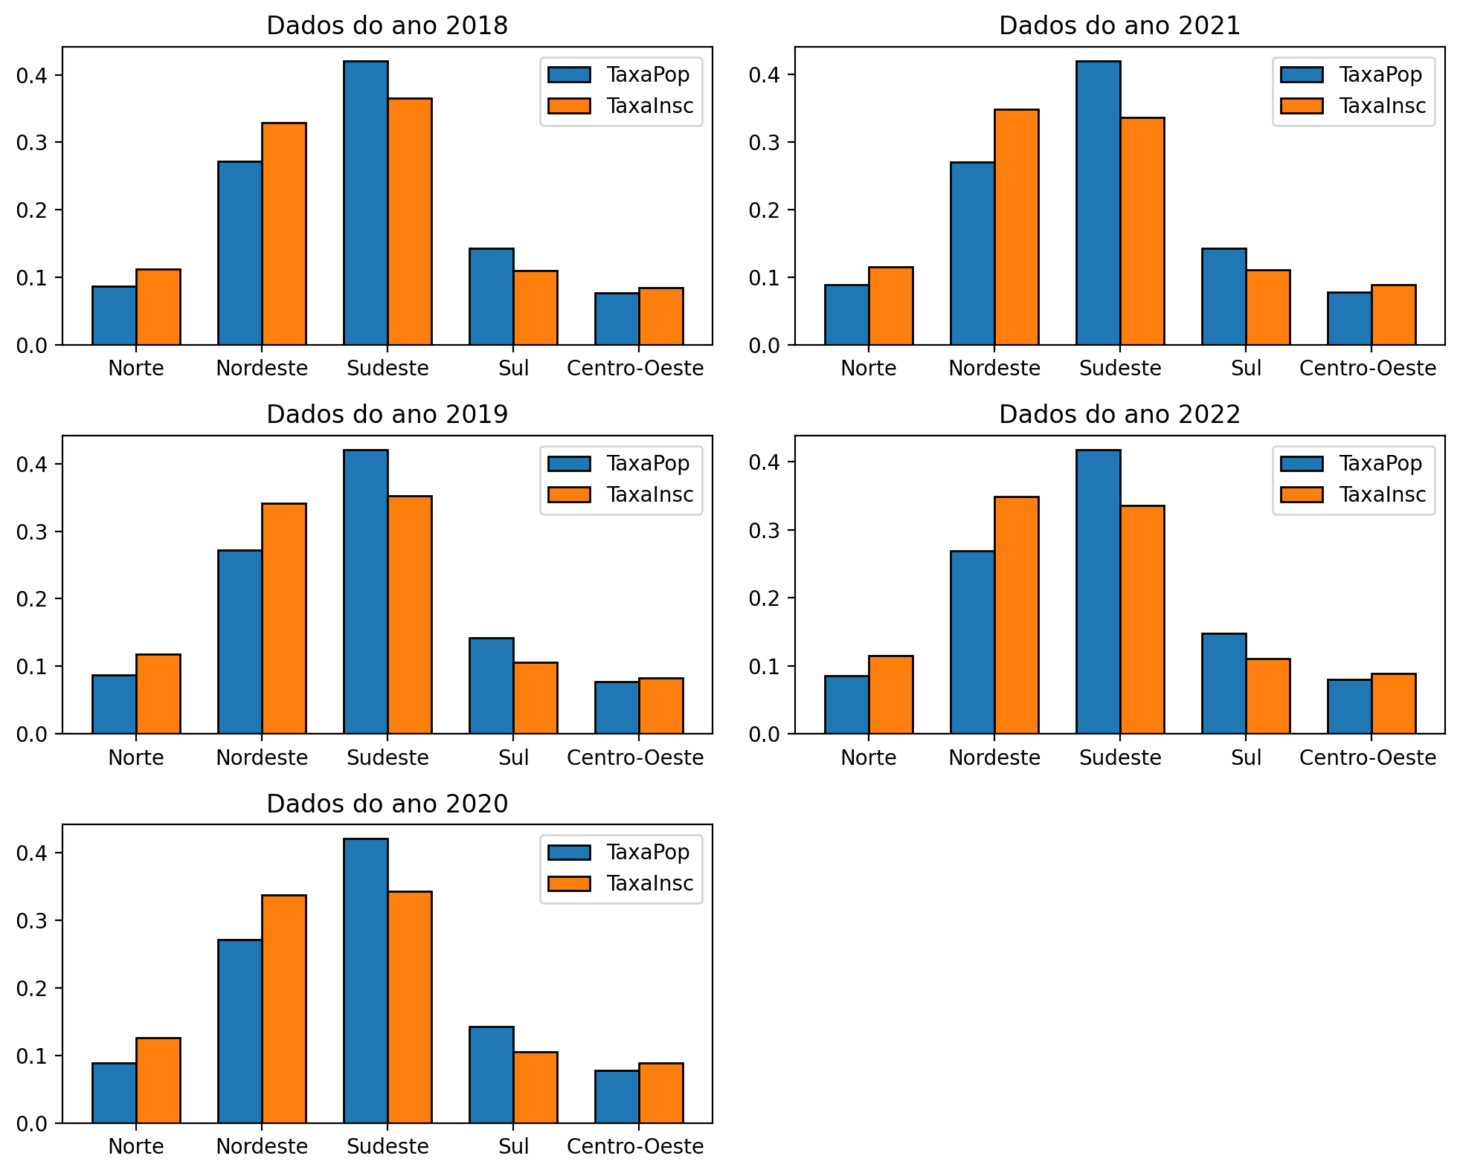 Dados do ano 2018
0.4
0.3
0.2
0.1
0.0
TaxaPop
TaxaInsc
Norte Nordeste Sudeste Sul Centro-Oeste
Dados do ano 2021
0.4
0.3
0.2
0.1
0.0
TaxaPop
TaxaInsc
Norte Nordeste Sudeste Sul Centro-Oeste
Dados do ano 2019
0.4
0.3
0.2
0.1
0.0
TaxaPop
TaxaInsc
Norte Nordeste Sudeste Sul Centro-Oeste
Dados do ano 2022
0.4
0.3
0.2
0.1
0.0
TaxaPop
TaxaInsc
Norte Nordeste Sudeste Sul Centro-Oeste
Dados do ano 2020
0.4
0.3
0.2
0.1
0.0
TaxaPop
TaxaInsc
Norte Nordeste Sudeste Sul Centro-Oeste